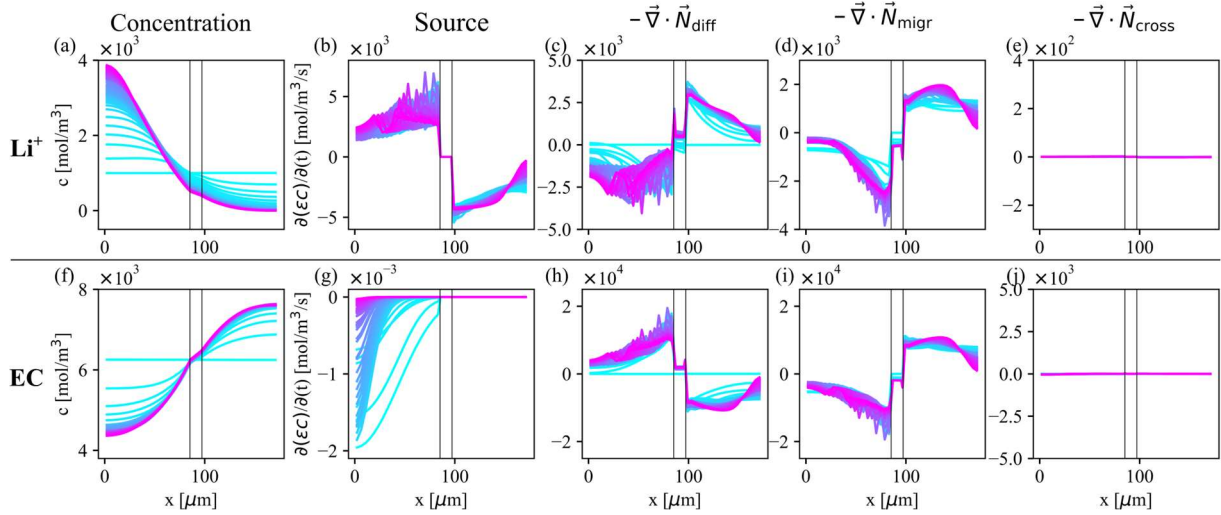 Concentration
Source
−∇⃗ · N⃗diff
−∇⃗ · N⃗migr
−∇⃗ · N⃗cross
(a) ×10³
(b) ×10³
(c) ×10³
(d) ×10³
(e) ×10²
Li⁺
c [mol/m³]
4
2
0
0
100
∂(εc)/∂(t) [mol/m³/s]
5
0
−5
0
100
5.0
2.5
0.0
−2.5
−5.0
0
100
2
0
−2
−4
0
100
4
2
0
−2
0
100
(f) ×10³
(g) ×10⁻³
(h) ×10⁴
(i) ×10⁴
(j) ×10³
EC
c [mol/m³]
8
6
4
0
100
x [μm]
∂(εc)/∂(t) [mol/m³/s]
0
−1
−2
0
100
x [μm]
2
0
−2
0
100
x [μm]
2
0
−2
0
100
x [μm]
5.0
2.5
0.0
−2.5
−5.0
0
100
x [μm]